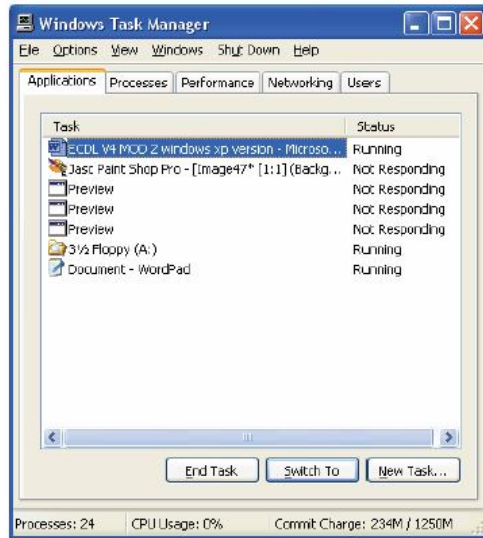 Windows Task Manager
File Options View Windows Shut Down Help
Applications Processes Performance Networking Users
Task Status
ECDL V4 MOD 2 windows xp version - Microso... Running
Jasc Paint Shop Pro - [Image47* [1:1] (Backg... Not Responding
Preview Not Responding
Preview Not Responding
Preview Not Responding
3½ Floppy (A:) Running
Document - WordPad Running
End Task Switch To New Task...
Processes: 24 CPU Usage: 0% Commit Charge: 234M / 1250M